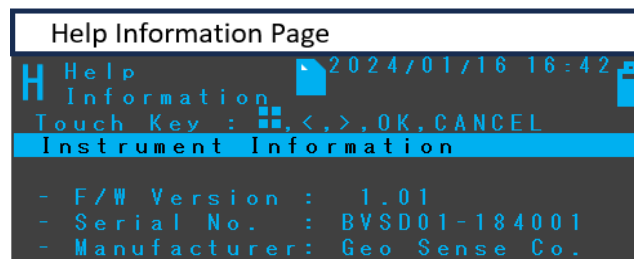 Help Information Page
H Help 2024/01/16 16:42
Information
Touch Key : ,<,>,OK,CANCEL
Instrument Information
- F/W Version : 1.01
- Serial No. : BVSD01-184001
- Manufacturer: Geo Sense Co.